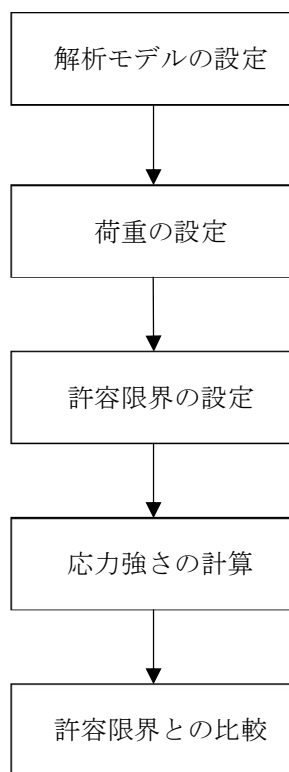 解析モデルの設定
荷重の設定
許容限界の設定
応力強さの計算
許容限界との比較